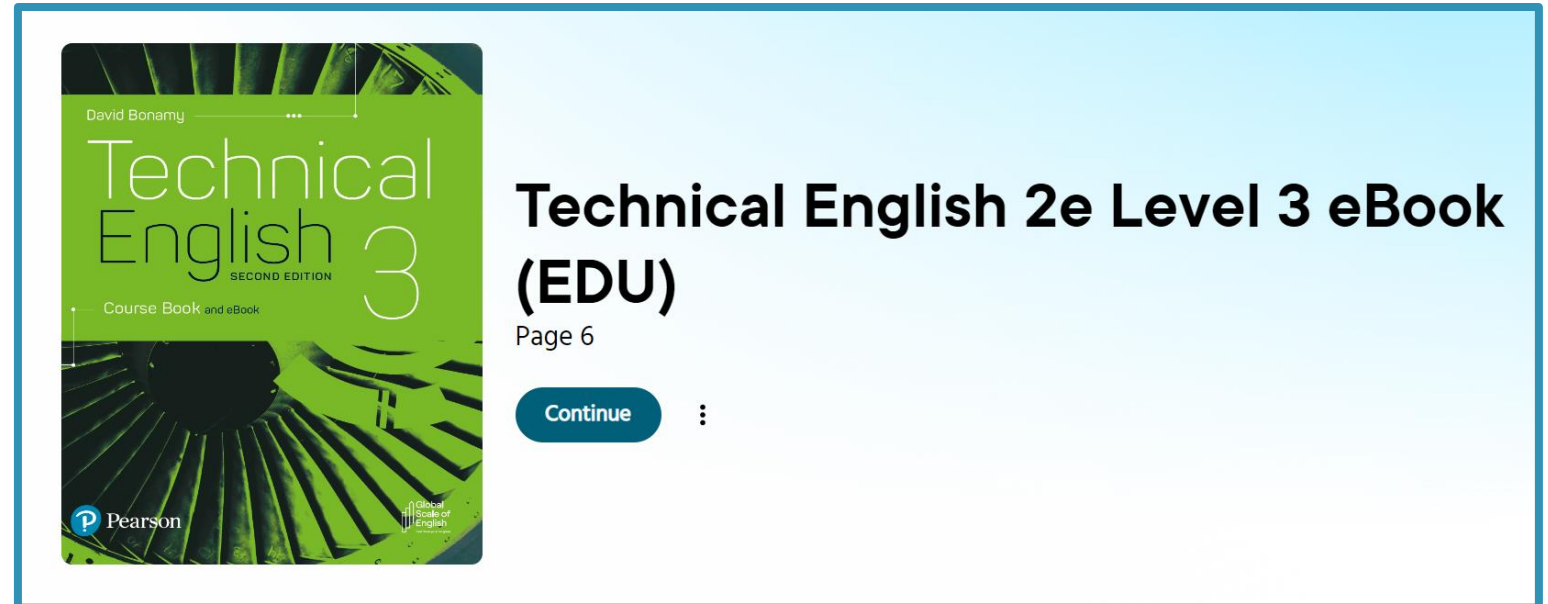 David Bonamy
Technical
English 3
SECOND EDITION
Course Book and eBook
Pearson
Global
Scale of
English
Technical English 2e Level 3 eBook
(EDU)
Page 6
Continue